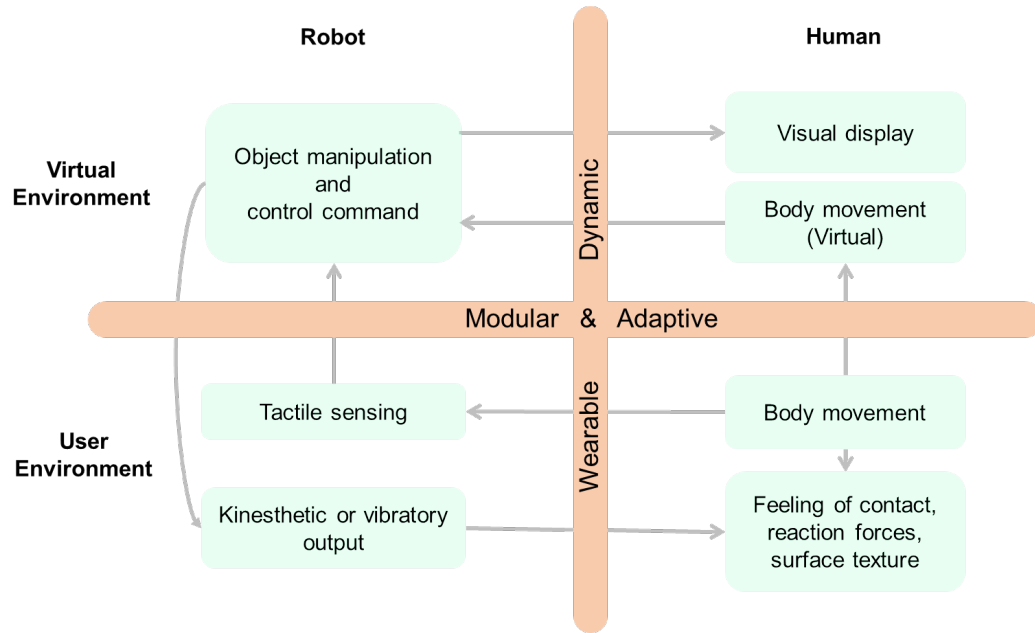 Robot
Human
Virtual
Environment
Object manipulation
and
control command
Visual display
Body movement
(Virtual)
Dynamic
Modular & Adaptive
Wearable
User
Environment
Tactile sensing
Body movement
Kinesthetic or vibratory
output
Feeling of contact,
reaction forces,
surface texture